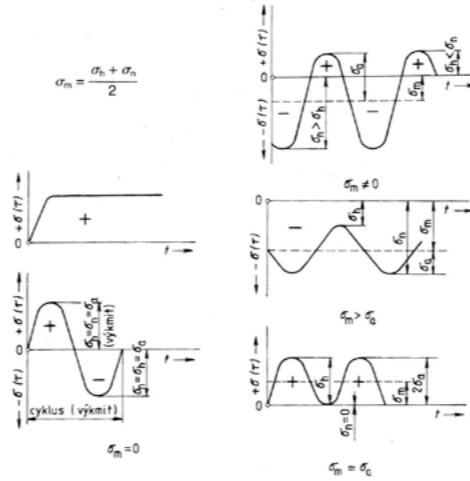 σm = σh + σn / 2
+σ(τ)
0
+
t
+σ(τ)
0
-σ(τ)
+
σh=σn=σa
(výkmit)
−
σh=σn=σa
t
cyklus (výkmit)
σm=0
+σ(τ)
0
-σ(τ)
−
+
−
+
σn > σh
σa
σm
σh < σn
t
σm ≠ 0
0
-σ(τ)
−
σh
σn
σm
σa
t
σm > σa
+σ(τ)
0
+
+
σh
σn=0
σm
2σa
t
σm = σa